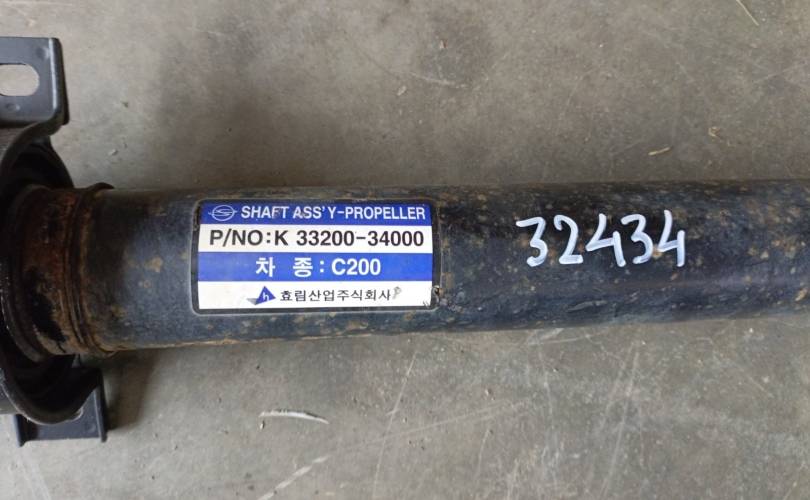 SHAFT ASS'Y-PROPELLER
P/NO:K 33200-34000
차 종: C200
h 효림산업주식회사
32434